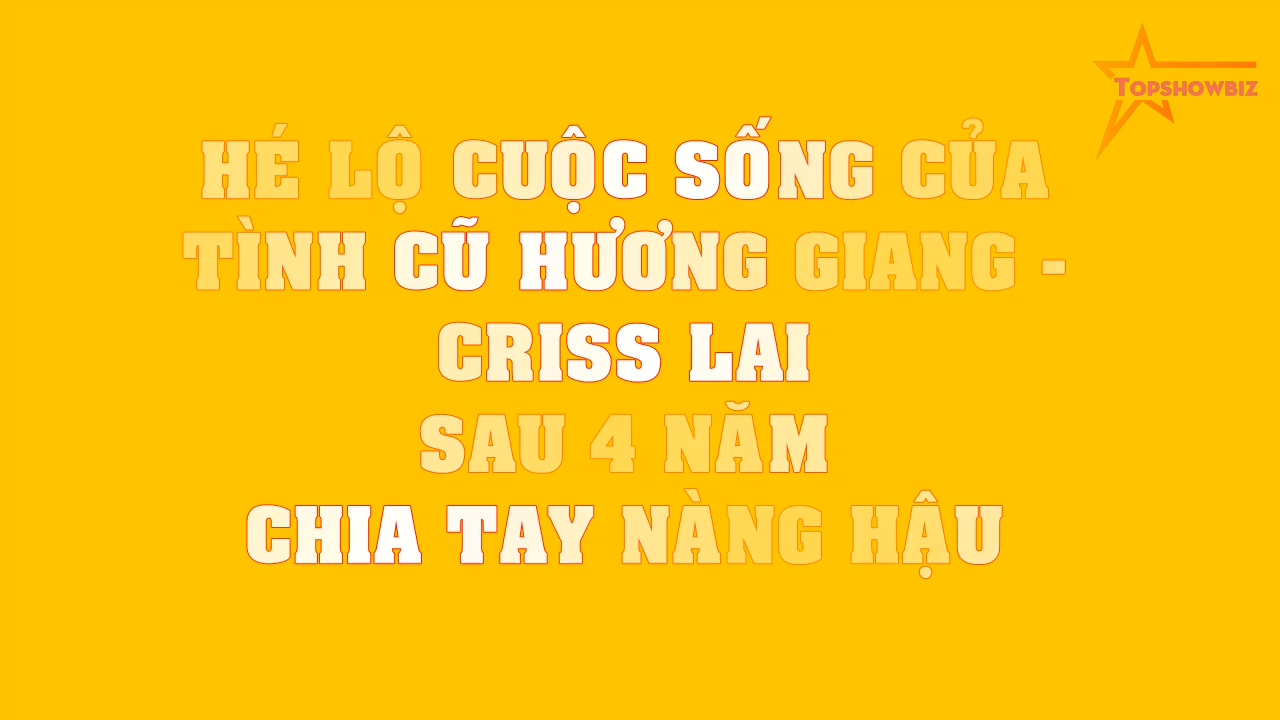 TOPSHOWBIZ
HÉ LỘ CUỘC SỐNG CỦA
TÌNH CŨ HƯƠNG GIANG -
CRISS LAI
SAU 4 NĂM
CHIA TAY NÀNG HẬU